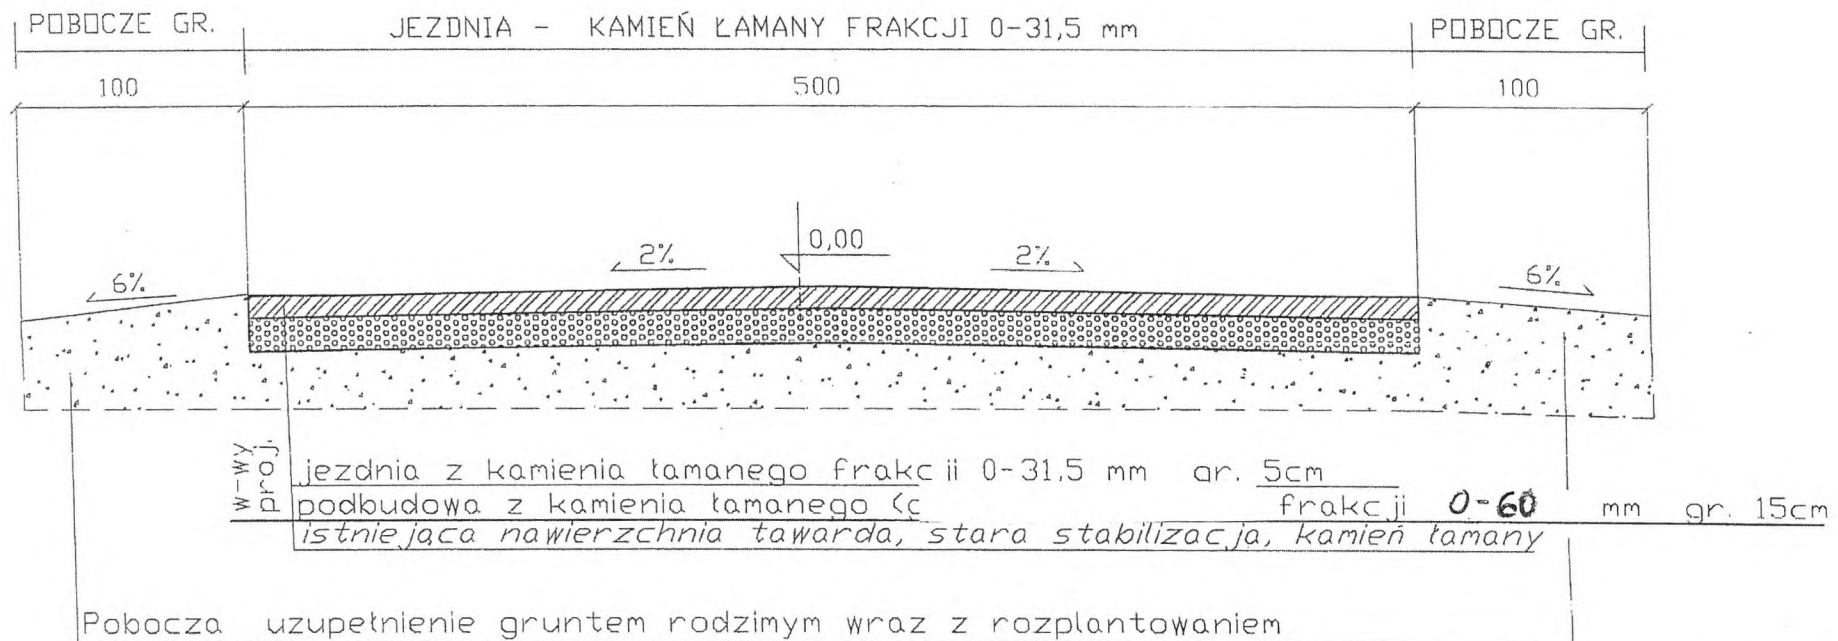 POBOCZE GR. JEZDNIA - KAMIEŃ ŁAMANY FRAKCJI 0-31,5 mm POBOCZE GR.
100 500 100
6% 2% 0,00 2% 6%
w-wy
proj.
jezdnia z kamienia łamanego frakcji 0-31,5 mm gr. 5cm
podbudowa z kamienia łamanego (c frakcji 0-60 mm gr. 15cm
istniejąca nawierzchnia tawarda, stara stabilizacja, kamień łamany
Pobocza uzupełnienie gruntem rodzimym wraz z rozplantowaniem